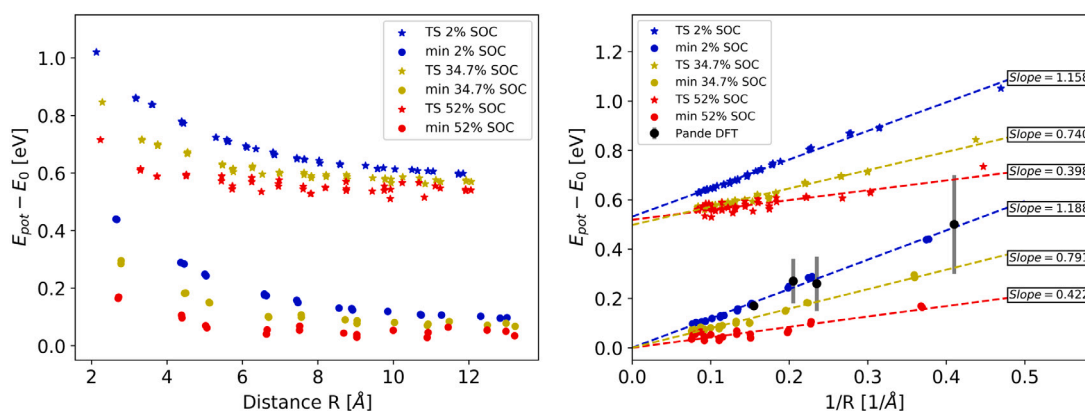 1.0
0.8
0.6
0.4
0.2
0.0
E_pot − E_0 [eV]
2
4
6
8
10
12
Distance R [Å]
TS 2% SOC
min 2% SOC
TS 34.7% SOC
min 34.7% SOC
TS 52% SOC
min 52% SOC
1.2
1.0
0.8
0.6
0.4
0.2
0.0
E_pot − E_0 [eV]
0.0
0.1
0.2
0.3
0.4
0.5
1/R [1/Å]
TS 2% SOC
min 2% SOC
TS 34.7% SOC
min 34.7% SOC
TS 52% SOC
min 52% SOC
Pande DFT
Slope = 1.158
Slope = 0.740
Slope = 0.398
Slope = 1.188
Slope = 0.791
Slope = 0.422